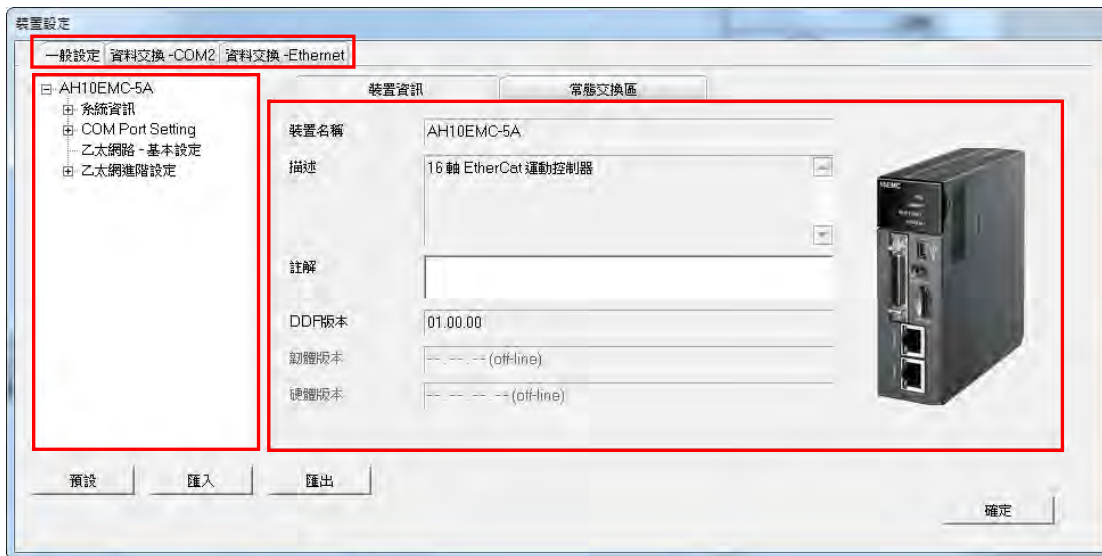 裝置設定
一般設定 資料交換 -COM2 資料交換 -Ethernet
AH10EMC-5A
系統資訊
COM Port Setting
乙太網路 - 基本設定
乙太網進階設定
裝置資訊 常態交換區
裝置名稱 AH10EMC-5A
描述 16 軸 EtherCat 運動控制器
註解
DDF版本 01.00.00
韌體版本 --.--.-- (off-line)
硬體版本 -- -- -- -- (off-line)
10EMC
預設 匯入 匯出
確定